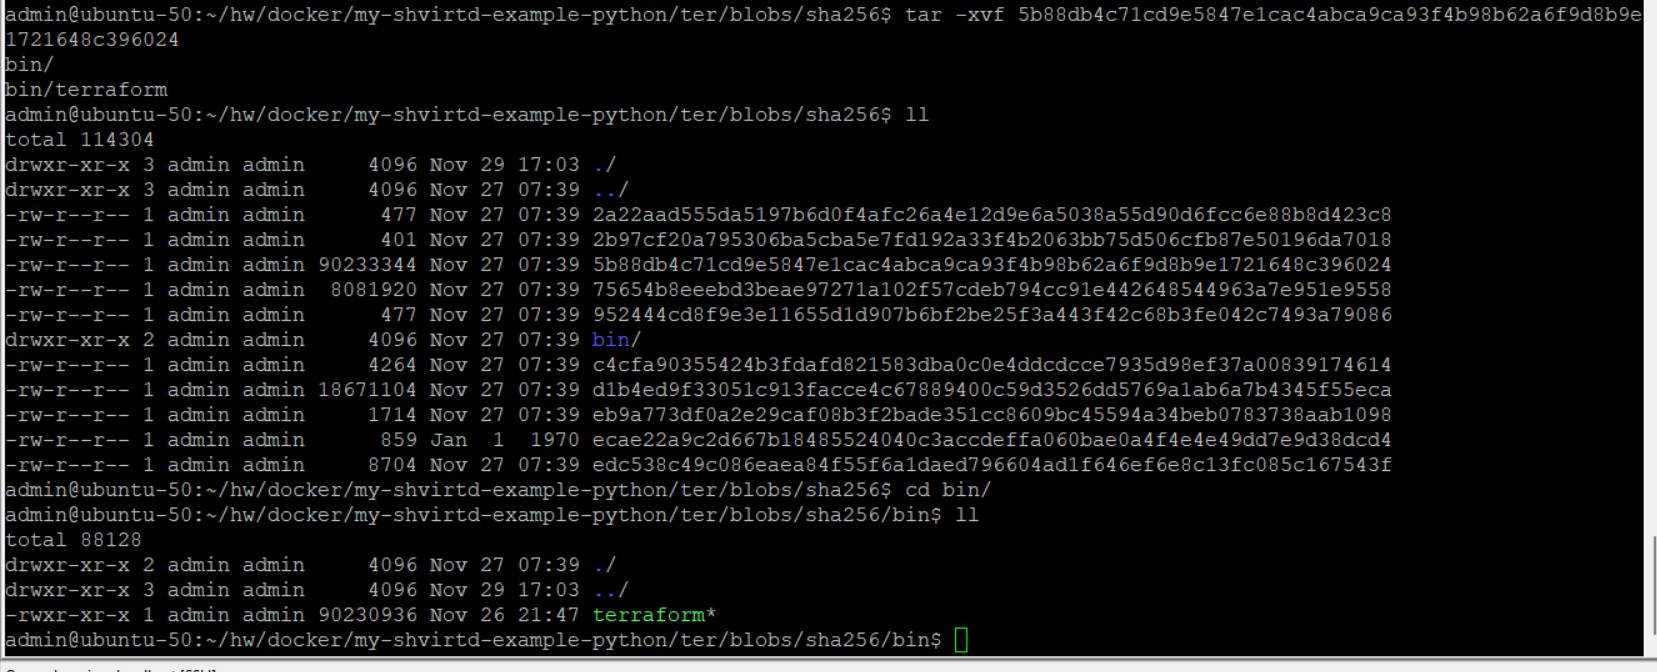 admin@ubuntu-50:~/hw/docker/my-shvirtd-example-python/ter/blobs/sha256$ tar -xvf 5b88db4c71cd9e5847e1cac4abca9ca93f4b98b62a6f9d8b9e
1721648c396024
bin/
bin/terraform
admin@ubuntu-50:~/hw/docker/my-shvirtd-example-python/ter/blobs/sha256$ ll
total 114304
drwxr-xr-x 3 admin admin     4096 Nov 29 17:03 ./
drwxr-xr-x 3 admin admin     4096 Nov 27 07:39 ../
-rw-r--r-- 1 admin admin      477 Nov 27 07:39 2a22aad555da5197b6d0f4afc26a4e12d9e6a5038a55d90d6fcc6e88b8d423c8
-rw-r--r-- 1 admin admin      401 Nov 27 07:39 2b97cf20a795306ba5cba5e7fd192a33f4b2063bb75d506cfb87e50196da7018
-rw-r--r-- 1 admin admin 90233344 Nov 27 07:39 5b88db4c71cd9e5847e1cac4abca9ca93f4b98b62a6f9d8b9e1721648c396024
-rw-r--r-- 1 admin admin  8081920 Nov 27 07:39 75654b8eeebd3beae97271a102f57cdeb794cc91e442648544963a7e951e9558
-rw-r--r-- 1 admin admin      477 Nov 27 07:39 952444cd8f9e3e11655d1d907b6bf2be25f3a443f42c68b3fe042c7493a79086
drwxr-xr-x 2 admin admin     4096 Nov 27 07:39 bin/
-rw-r--r-- 1 admin admin     4264 Nov 27 07:39 c4cfa90355424b3fdafd821583dba0c0e4ddcdcce7935d98ef37a00839174614
-rw-r--r-- 1 admin admin 18671104 Nov 27 07:39 d1b4ed9f33051c913facce4c67889400c59d3526dd5769a1ab6a7b4345f55eca
-rw-r--r-- 1 admin admin     1714 Nov 27 07:39 eb9a773df0a2e29caf08b3f2bade351cc8609bc45594a34beb0783738aab1098
-rw-r--r-- 1 admin admin      859 Jan  1  1970 ecae22a9c2d667b18485524040c3accdeffa060bae0a4f4e4e49dd7e9d38dcd4
-rw-r--r-- 1 admin admin     8704 Nov 27 07:39 edc538c49c086eaea84f55f6a1daed796604ad1f646ef6e8c13fc085c167543f
admin@ubuntu-50:~/hw/docker/my-shvirtd-example-python/ter/blobs/sha256$ cd bin/
admin@ubuntu-50:~/hw/docker/my-shvirtd-example-python/ter/blobs/sha256/bin$ ll
total 88128
drwxr-xr-x 2 admin admin     4096 Nov 27 07:39 ./
drwxr-xr-x 3 admin admin     4096 Nov 29 17:03 ../
-rwxr-xr-x 1 admin admin 90230936 Nov 26 21:47 terraform*
admin@ubuntu-50:~/hw/docker/my-shvirtd-example-python/ter/blobs/sha256/bin$